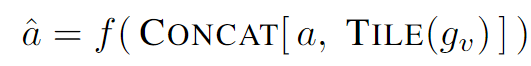 â = f( CONCAT[ a, TILE(g_v) ] )